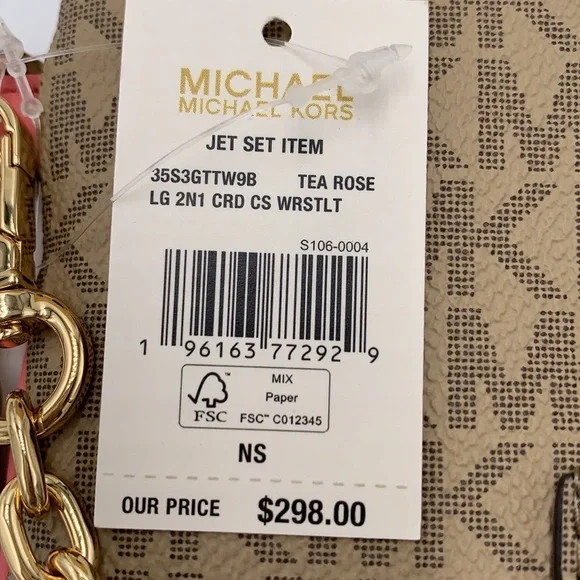 MICHAEL
MICHAEL KORS
JET SET ITEM
35S3GTTW9B TEA ROSE
LG 2N1 CRD CS WRSTLT
S106-0004
1 96163 77292 9
FSC
MIX
Paper
FSC™ C012345
NS
OUR PRICE $298.00